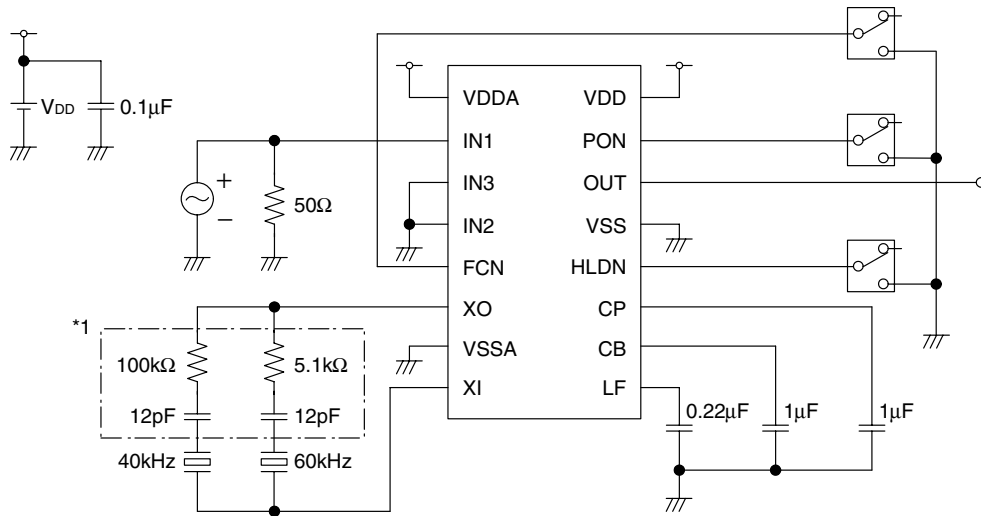 VDD
0.1µF
VDDA
VDD
IN1
PON
+
−
50Ω
IN3
OUT
IN2
VSS
FCN
HLDN
*1
XO
CP
100kΩ
5.1kΩ
VSSA
CB
XI
LF
12pF
12pF
0.22µF
1µF
1µF
40kHz
60kHz